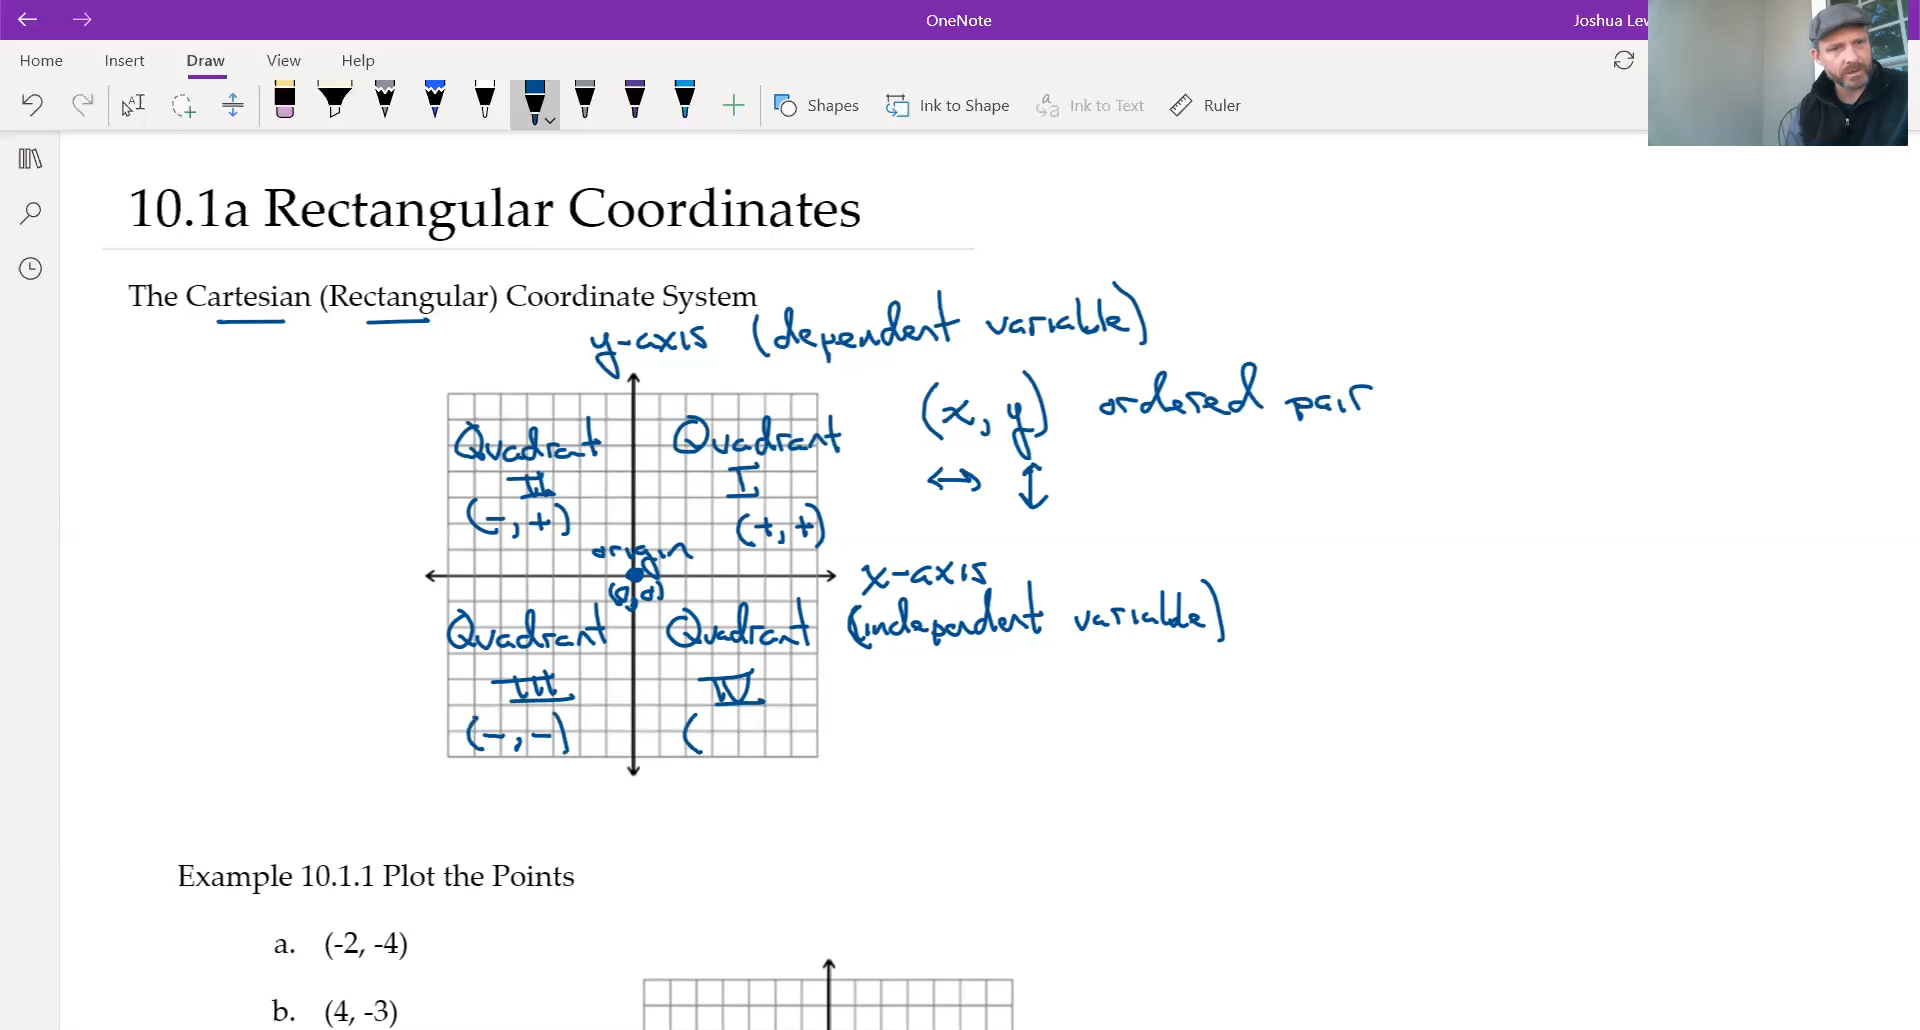 OneNote
Joshua Lew
Home Insert Draw View Help
Shapes Ink to Shape Ink to Text Ruler
10.1a Rectangular Coordinates
The Cartesian (Rectangular) Coordinate System
y-axis (dependent variable)
(x, y) ordered pair
Quadrant Quadrant
II I
(-, +) (+, +)
origin
x-axis
(0, 0)
Quadrant Quadrant (independent variable)
III IV
(-, -) (
Example 10.1.1 Plot the Points
a. (-2, -4)
b. (4, -3)